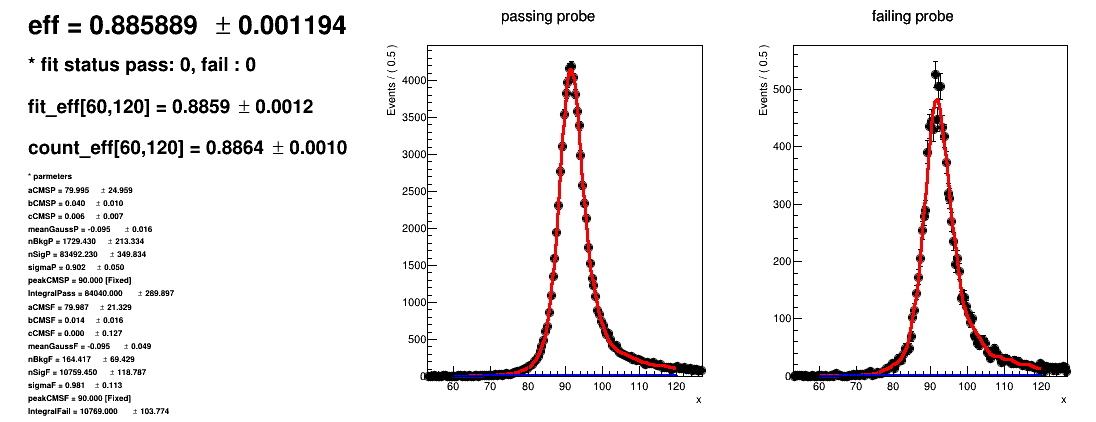 eff = 0.885889 ± 0.001194
* fit status pass: 0, fail : 0
fit_eff[60,120] = 0.8859 ± 0.0012
count_eff[60,120] = 0.8864 ± 0.0010
* parmeters
aCMSP = 79.995 ± 24.959
bCMSP = 0.040 ± 0.010
cCMSP = 0.006 ± 0.007
meanGaussP = -0.095 ± 0.016
nBkgP = 1729.430 ± 213.334
nSigP = 83492.230 ± 349.834
sigmaP = 0.902 ± 0.050
peakCMSP = 90.000 [Fixed]
IntegralPass = 84040.000 ± 289.897
aCMSF = 79.987 ± 21.329
bCMSF = 0.014 ± 0.016
cCMSF = 0.000 ± 0.127
meanGaussF = -0.095 ± 0.049
nBkgF = 164.417 ± 69.429
nSigF = 10759.450 ± 118.787
sigmaF = 0.981 ± 0.113
peakCMSF = 90.000 [Fixed]
IntegralFail = 10769.000 ± 103.774
passing probe
Events / ( 0.5 )
4000
3500
3000
2500
2000
1500
1000
500
0
60 70 80 90 100 110 120
x
failing probe
Events / ( 0.5 )
500
400
300
200
100
0
60 70 80 90 100 110 120
x